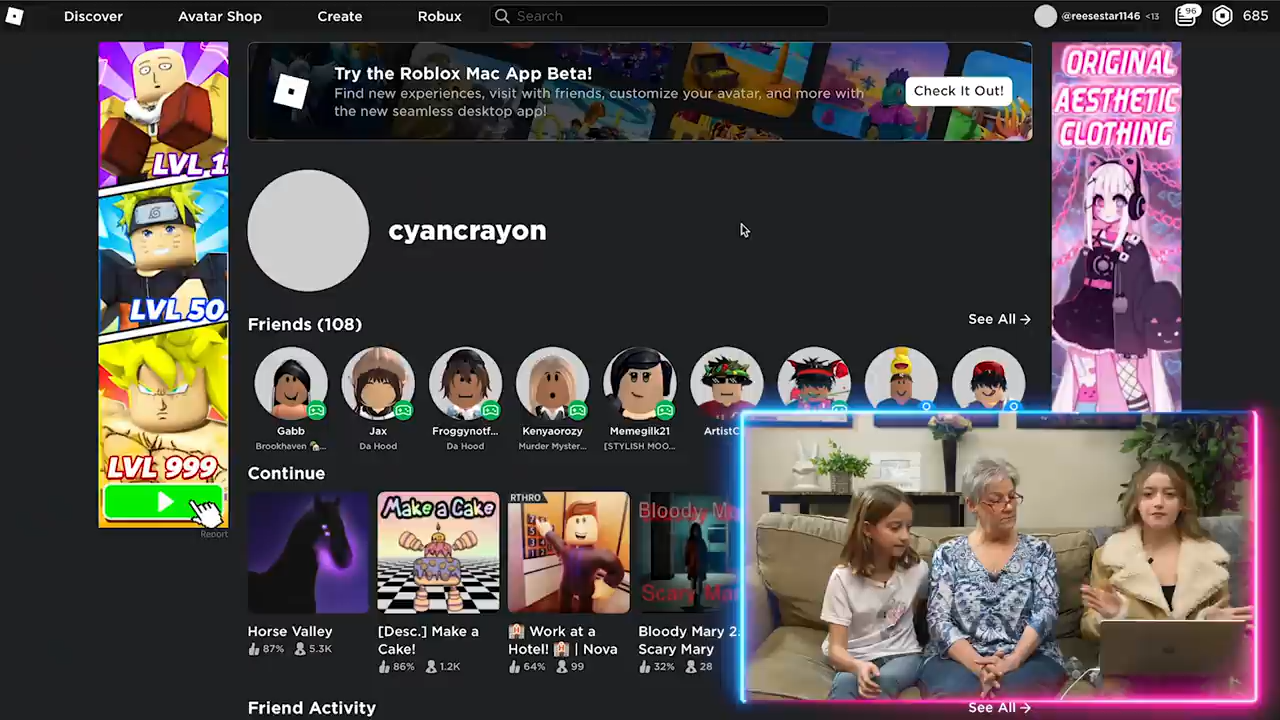 Discover
Avatar Shop
Create
Robux
Search
@reesestar1146 <13
96
685
LVL 1
LVL 50
LVL 999
Report
Try the Roblox Mac App Beta!
Find new experiences, visit with friends, customize your avatar, and more with
the new seamless desktop app!
Check It Out!
ORIGINAL
AESTHETIC
CLOTHING
cyancrayon
Friends (108)
See All →
Gabb
Brookhaven
Jax
Da Hood
Froggynotf...
Da Hood
Kenyaorozy
Murder Myster...
Memegilk21
[STYLISH MOO...
ArtistC
Continue
Make a Cake
RTHRO
Bloody M
Scary Ma
Horse Valley
87% 5.3K
[Desc.] Make a
Cake!
86% 1.2K
Work at a
Hotel! | Nova
64% 99
Bloody Mary 2.
Scary Mary
32% 28
Friend Activity
See All →